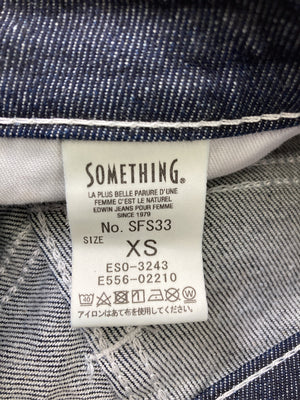 SOMETHING®
LA PLUS BELLE PARURE D'UNE
FEMME C'EST LE NATUREL
EDWIN JEANS POUR FEMME
SINCE 1979
No. SFS33
SIZE XS
ESO-3243
E556-02210
アイロンはあて布を使用してください。